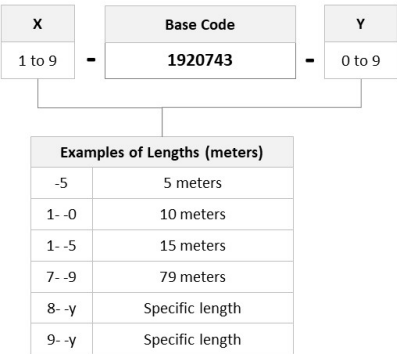 X Base Code Y
1 to 9 - 1920743 - 0 to 9
Examples of Lengths (meters)
-5 5 meters
1- -0 10 meters
1- -5 15 meters
7- -9 79 meters
8- -y Specific length
9- -y Specific length